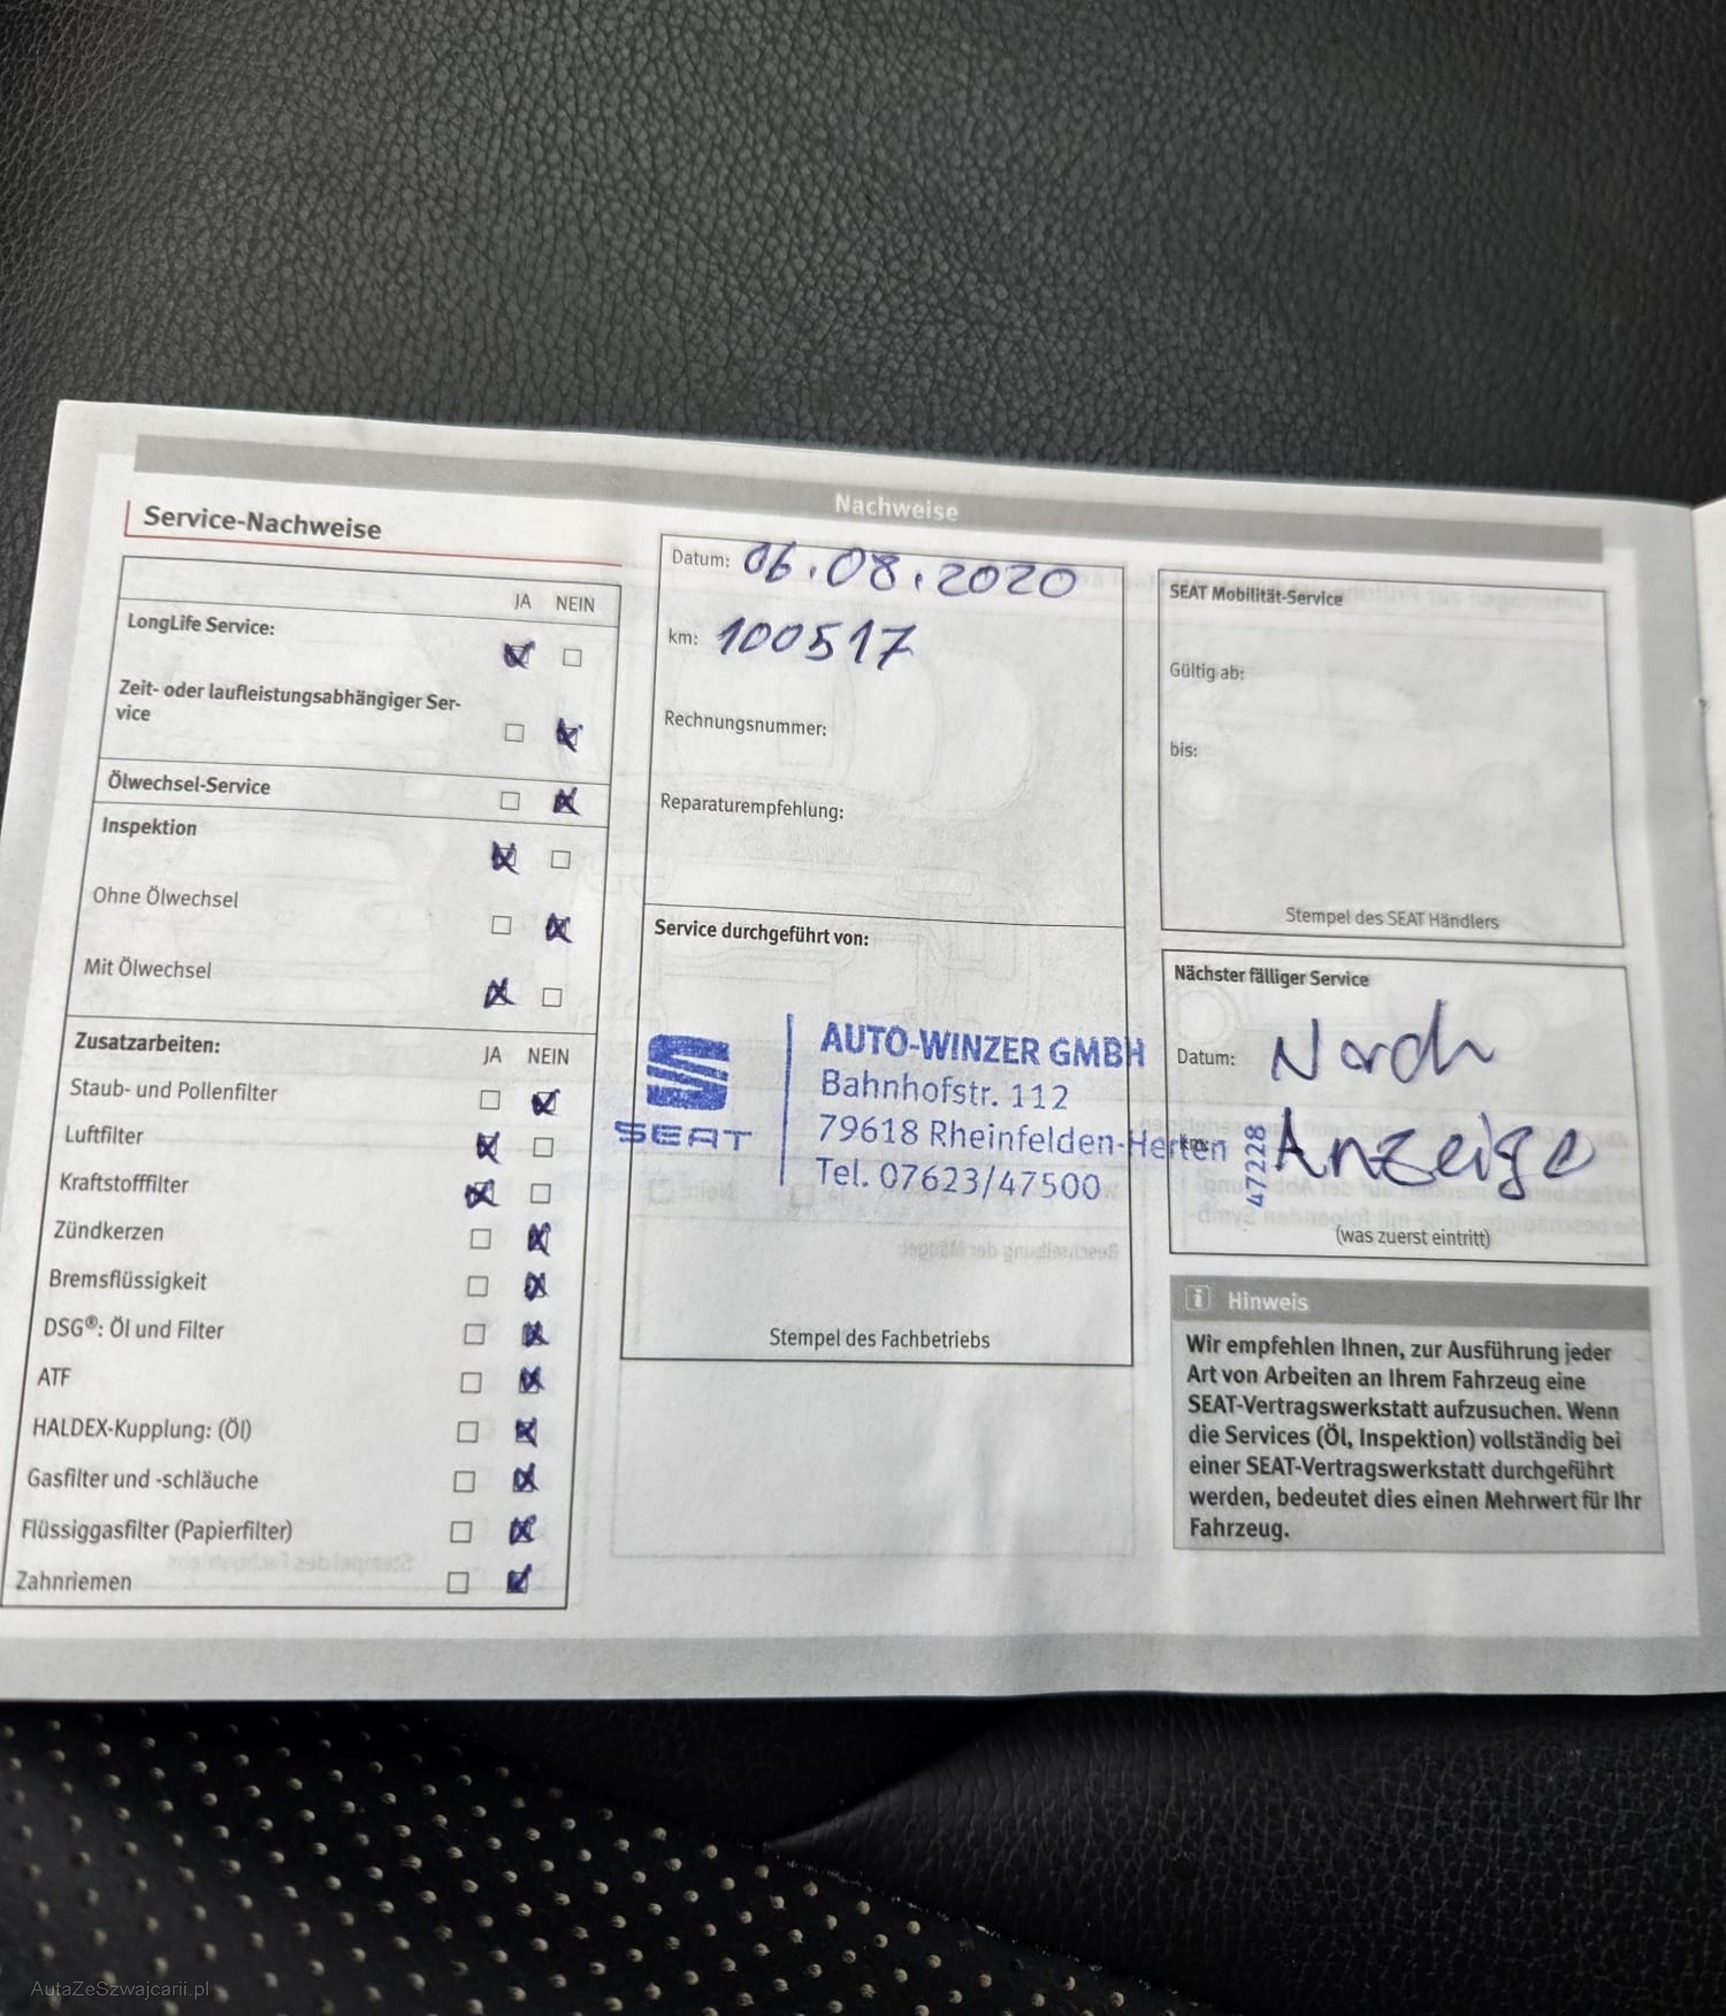 Nachweise
Service-Nachweise
JA NEIN
LongLife Service:
Zeit- oder laufleistungsabhängiger Ser-
vice
Ölwechsel-Service
Inspektion
Ohne Ölwechsel
Mit Ölwechsel
Zusatzarbeiten: JA NEIN
Staub- und Pollenfilter
Luftfilter
Kraftstofffilter
Zündkerzen
Bremsflüssigkeit
DSG®: Öl und Filter
ATF
HALDEX-Kupplung: (Öl)
Gasfilter und -schläuche
Flüssiggasfilter (Papierfilter)
Zahnriemen
Datum: 06.08.2020
km: 100517
Rechnungsnummer:
Reparaturempfehlung:
Service durchgeführt von:
SEAT
AUTO-WINZER GMBH
Bahnhofstr. 112
79618 Rheinfelden-Herten
Tel. 07623/47500
47228
Stempel des Fachbetriebs
SEAT Mobilität-Service
Gültig ab:
bis:
Stempel des SEAT Händlers
Nächster fälliger Service
Datum: Nach
km: Anzeige
(was zuerst eintritt)
i Hinweis
Wir empfehlen Ihnen, zur Ausführung jeder
Art von Arbeiten an Ihrem Fahrzeug eine
SEAT-Vertragswerkstatt aufzusuchen. Wenn
die Services (Öl, Inspektion) vollständig bei
einer SEAT-Vertragswerkstatt durchgeführt
werden, bedeutet dies einen Mehrwert für Ihr
Fahrzeug.
AutaZeSzwajcarii.pl